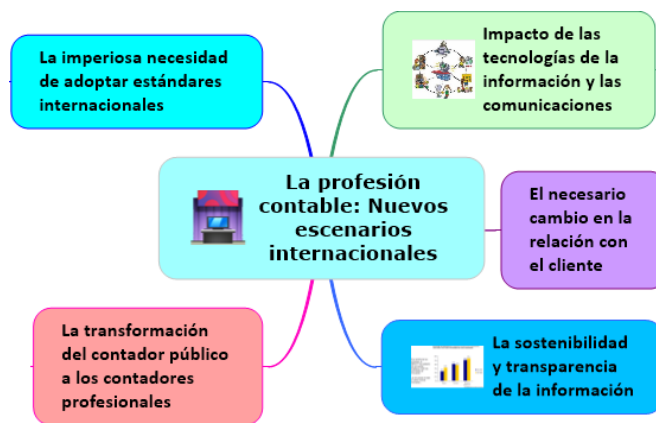 La imperiosa necesidad
de adoptar estándares
internacionales
Impacto de las
tecnologías de la
información y las
comunicaciones
La profesión
contable: Nuevos
escenarios
internacionales
El necesario
cambio en la
relación con
el cliente
La transformación
del contador público
a los contadores
profesionales
La sostenibilidad
y transparencia
de la información